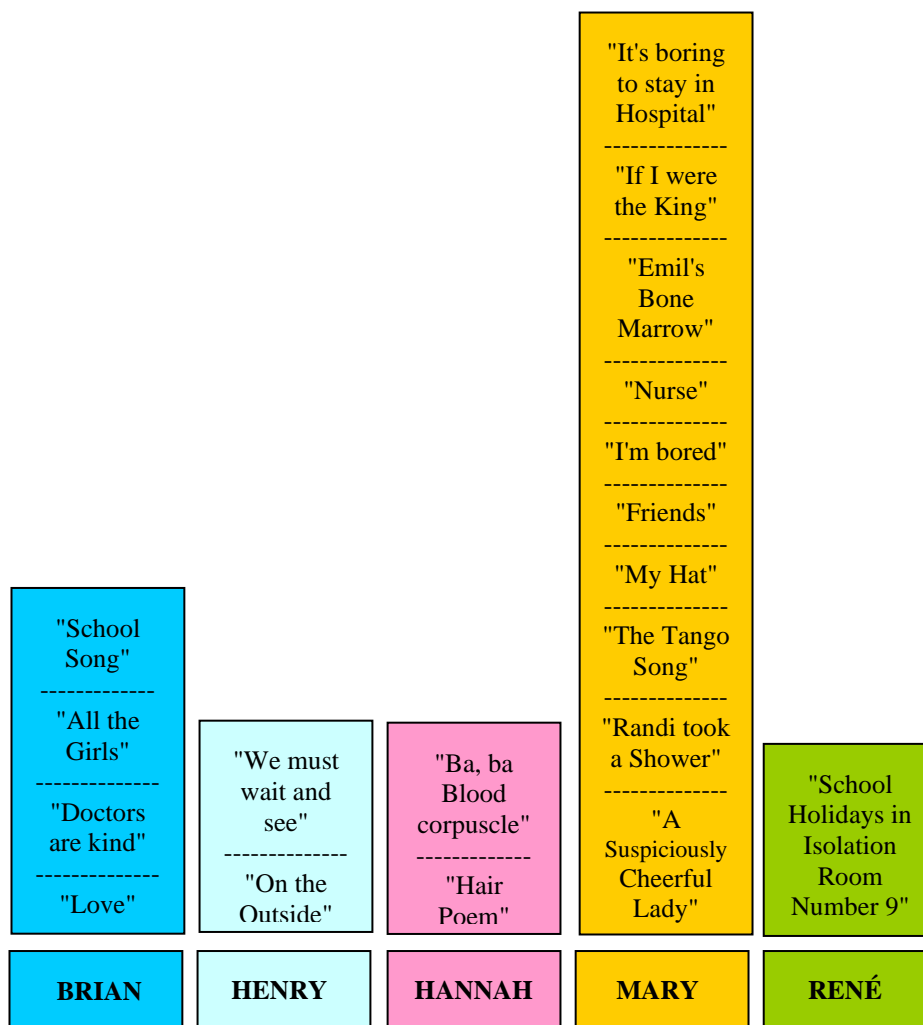 "School
Song"
--------------
"All the
Girls"
--------------
"Doctors
are kind"
--------------
"Love"
BRIAN
"We must
wait and
see"
--------------
"On the
Outside"
HENRY
"Ba, ba
Blood
corpuscle"
--------------
"Hair
Poem"
HANNAH
"It's boring
to stay in
Hospital"
--------------
"If I were
the King"
--------------
"Emil's
Bone
Marrow"
--------------
"Nurse"
--------------
"I'm bored"
--------------
"Friends"
--------------
"My Hat"
--------------
"The Tango
Song"
--------------
"Randi took
a Shower"
--------------
"A
Suspiciously
Cheerful
Lady"
MARY
"School
Holidays in
Isolation
Room
Number 9"
RENÉ